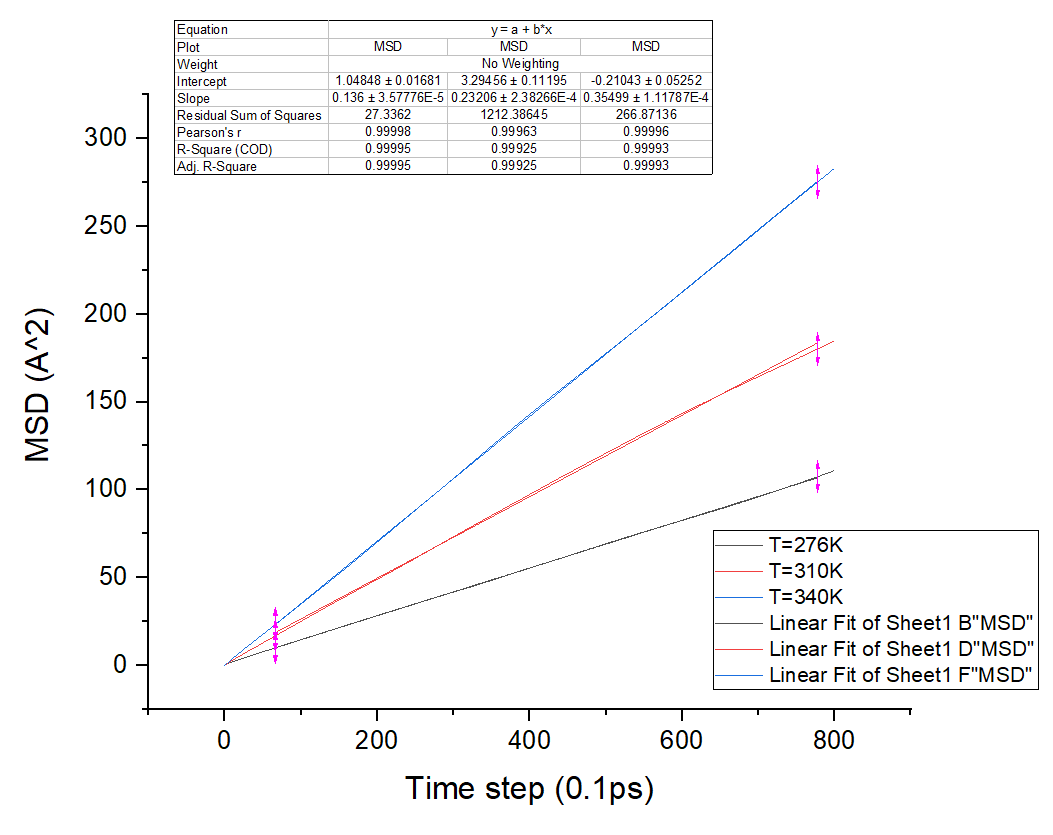 Equation y = a + b*x
Plot MSD MSD MSD
Weight No Weighting
Intercept 1.04848 ± 0.01681 3.29456 ± 0.11195 -0.21043 ± 0.05252
Slope 0.136 ± 3.57776E-5 0.23206 ± 2.38266E-4 0.35499 ± 1.11787E-4
Residual Sum of Squares 27.3362 1212.38645 266.87136
Pearson's r 0.99998 0.99963 0.99996
R-Square (COD) 0.99995 0.99925 0.99993
Adj. R-Square 0.99995 0.99925 0.99993
300
250
200
150
100
50
0
MSD (A^2)
0 200 400 600 800
Time step (0.1ps)
T=276K
T=310K
T=340K
Linear Fit of Sheet1 B"MSD"
Linear Fit of Sheet1 D"MSD"
Linear Fit of Sheet1 F"MSD"